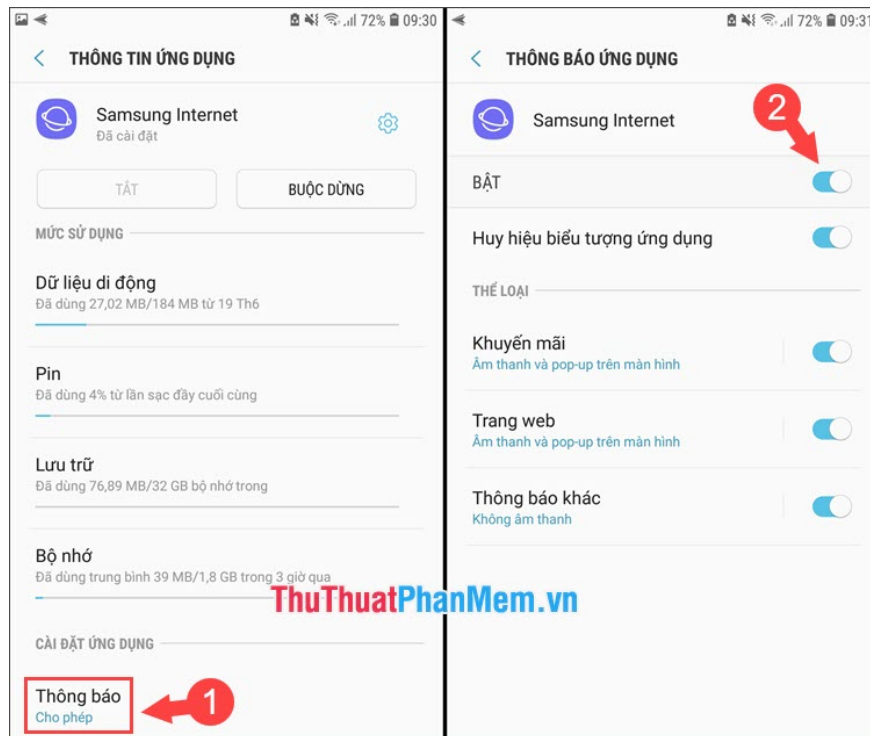 72% 09:30
THÔNG TIN ỨNG DỤNG
Samsung Internet
Đã cài đặt
TẮT
BUỘC DỪNG
MỨC SỬ DỤNG
Dữ liệu di động
Đã dùng 27,02 MB/184 MB từ 19 Th6
Pin
Đã dùng 4% từ lần sạc đầy cuối cùng
Lưu trữ
Đã dùng 76,89 MB/32 GB bộ nhớ trong
Bộ nhớ
Đã dùng trung bình 39 MB/1,8 GB trong 3 giờ qua
CÀI ĐẶT ỨNG DỤNG
Thông báo
Cho phép
1
72% 09:31
THÔNG BÁO ỨNG DỤNG
Samsung Internet
2
BẬT
Huy hiệu biểu tượng ứng dụng
THỂ LOẠI
Khuyến mãi
Âm thanh và pop-up trên màn hình
Trang web
Âm thanh và pop-up trên màn hình
Thông báo khác
Không âm thanh
ThuThuatPhanMem.vn